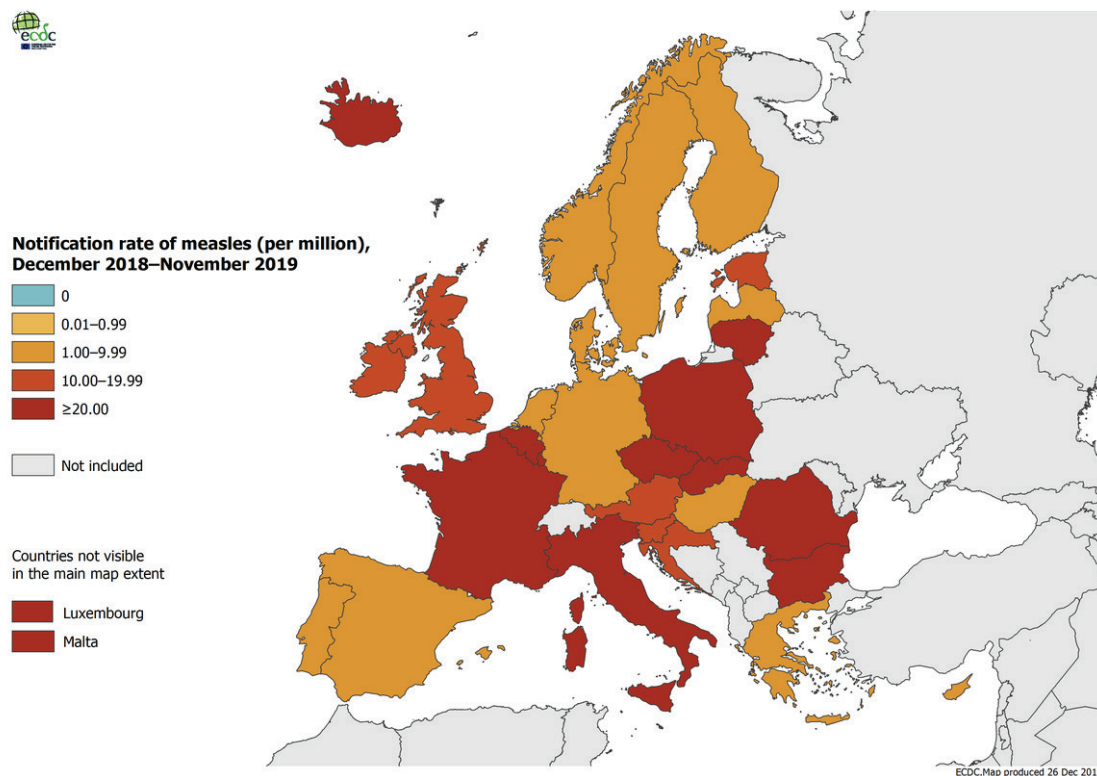 ecdc
Notification rate of measles (per million),
December 2018–November 2019
0
0.01–0.99
1.00–9.99
10.00–19.99
≥20.00
Not included
Countries not visible
in the main map extent
Luxembourg
Malta
ECDC.Map produced 26 Dec 201